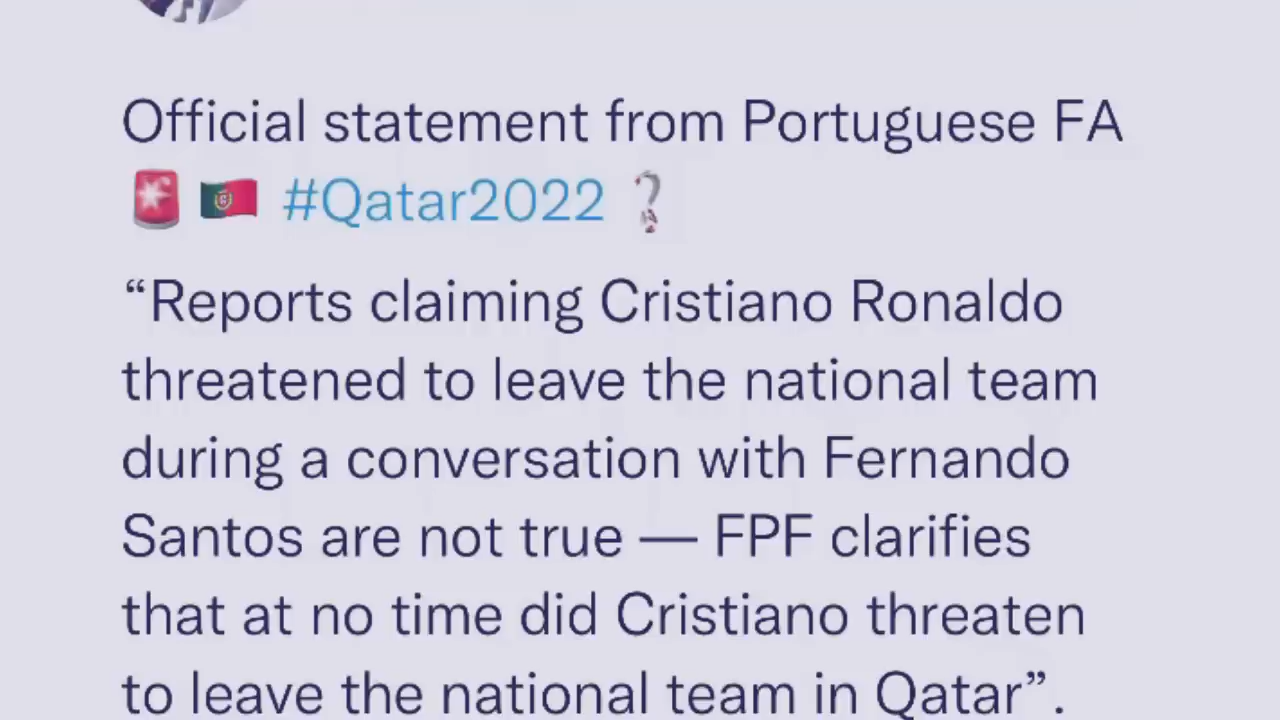 Official statement from Portuguese FA
🚨🇵🇹 #Qatar2022
“Reports claiming Cristiano Ronaldo
threatened to leave the national team
during a conversation with Fernando
Santos are not true — FPF clarifies
that at no time did Cristiano threaten
to leave the national team in Qatar”.